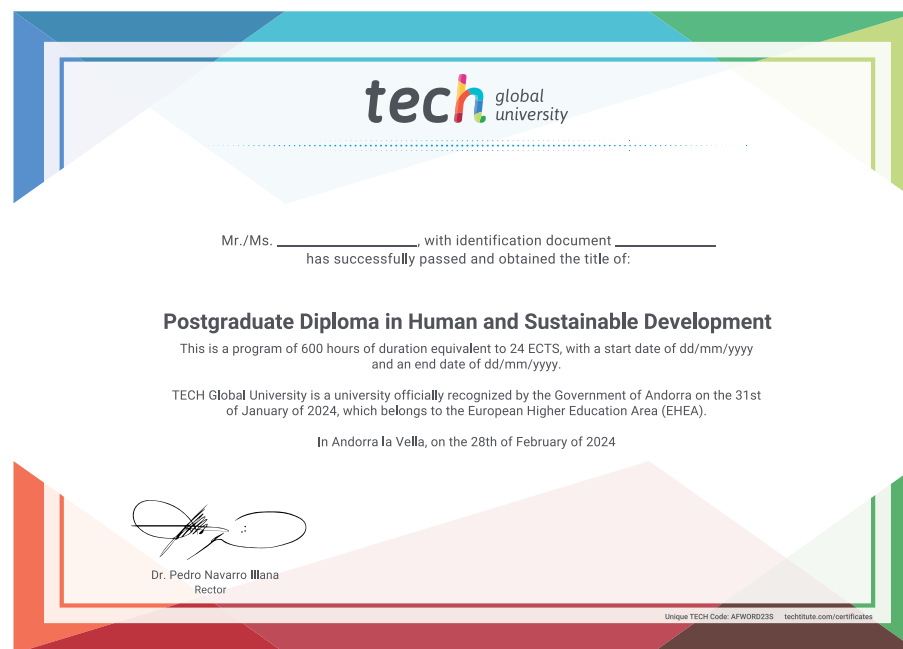 tech global university
Mr./Ms. ____________, with identification document ____________
has successfully passed and obtained the title of:
Postgraduate Diploma in Human and Sustainable Development
This is a program of 600 hours of duration equivalent to 24 ECTS, with a start date of dd/mm/yyyy
and an end date of dd/mm/yyyy.
TECH Global University is a university officially recognized by the Government of Andorra on the 31st
of January of 2024, which belongs to the European Higher Education Area (EHEA).
In Andorra la Vella, on the 28th of February of 2024
Dr. Pedro Navarro Illana
Rector
Unique TECH Code: AFWORD23S techtitute.com/certificates